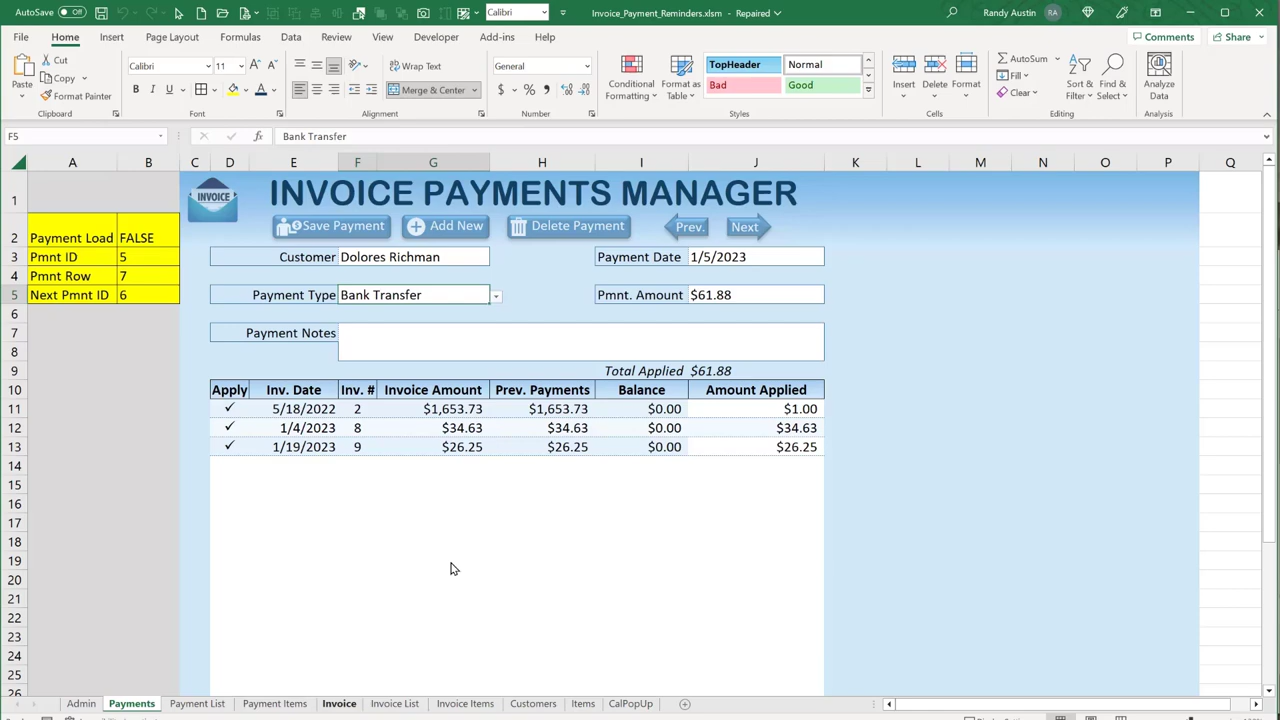 AutoSave Off Calibri Invoice_Payment_Reminders.xlsm - Repaired Randy Austin RA
File Home Insert Page Layout Formulas Data Review View Developer Add-ins Help Comments Share
Paste Cut Copy Format Painter
Calibri 11 B I U
Wrap Text Merge & Center
General $ % 9
Conditional Formatting Format as Table TopHeader Normal Bad Good
Insert Delete Format
AutoSum Fill Clear Sort & Filter Find & Select Analyze Data
Clipboard Font Alignment Number Styles Cells Editing Analysis
F5 fx Bank Transfer
A B C D E F G H I J K L M N O P Q
1 INVOICE INVOICE PAYMENTS MANAGER
Save Payment Add New Delete Payment Prev. Next
2 Payment Load FALSE
3 Pmnt ID 5 Customer Dolores Richman Payment Date 1/5/2023
4 Pmnt Row 7
5 Next Pmnt ID 6 Payment Type Bank Transfer Pmnt. Amount $61.88
6
7 Payment Notes
8
9 Total Applied $61.88
10 Apply Inv. Date Inv. # Invoice Amount Prev. Payments Balance Amount Applied
11 ✓ 5/18/2022 2 $1,653.73 $1,653.73 $0.00 $1.00
12 ✓ 1/4/2023 8 $34.63 $34.63 $0.00 $34.63
13 ✓ 1/19/2023 9 $26.25 $26.25 $0.00 $26.25
14
15
16
17
18
19
20
21
22
23
24
25
26
Admin Payments Payment List Payment Items Invoice Invoice List Invoice Items Customers Items CalPopUp